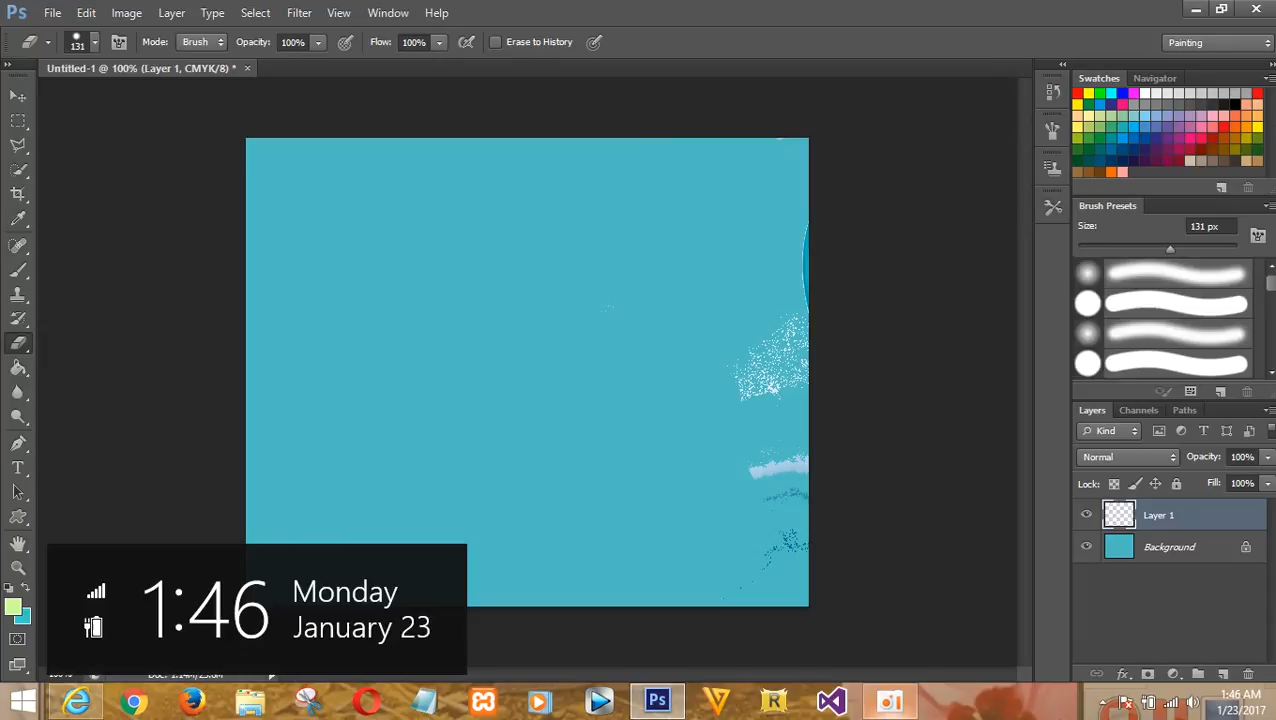 Ps File Edit Image Layer Type Select Filter View Window Help
131 Mode: Brush Opacity: 100% Flow: 100% Erase to History Painting
Untitled-1 @ 100% (Layer 1, CMYK/8) * ×
Swatches Navigator
Brush Presets
Size: 131 px
Layers Channels Paths
Kind T
Normal Opacity: 100%
Lock: Fill: 100%
Layer 1
Background
T
1:46 Monday
January 23
Ps
1:46 AM
1/23/2017